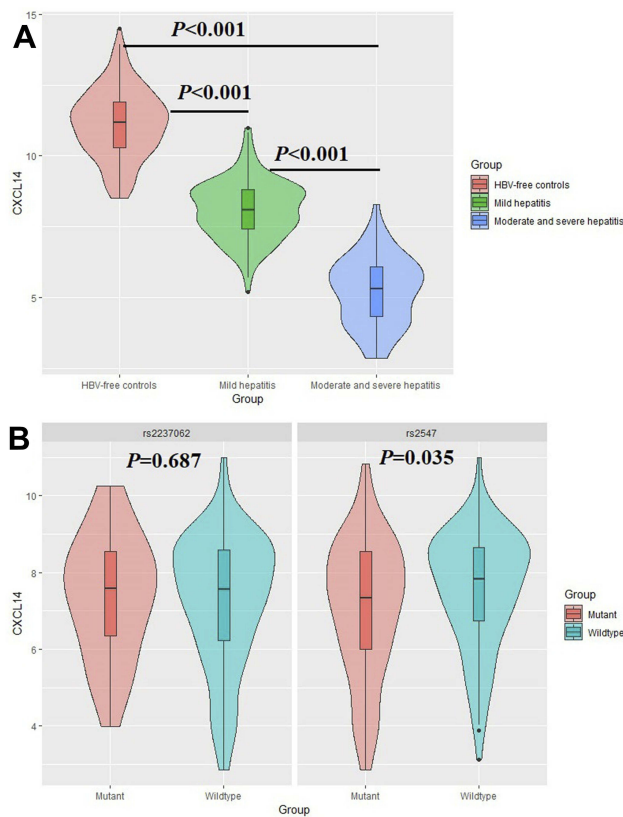 A
15
P<0.001
P<0.001
P<0.001
10
5
CXCL14
HBV-free controls
Mild hepatitis
Moderate and severe hepatitis
Group
Group
HBV-free controls
Mild hepatitis
Moderate and severe hepatitis
B
rs2237062
rs2547
P=0.687
P=0.035
10
8
6
4
CXCL14
Mutant
Wildtype
Mutant
Wildtype
Group
Group
Mutant
Wildtype